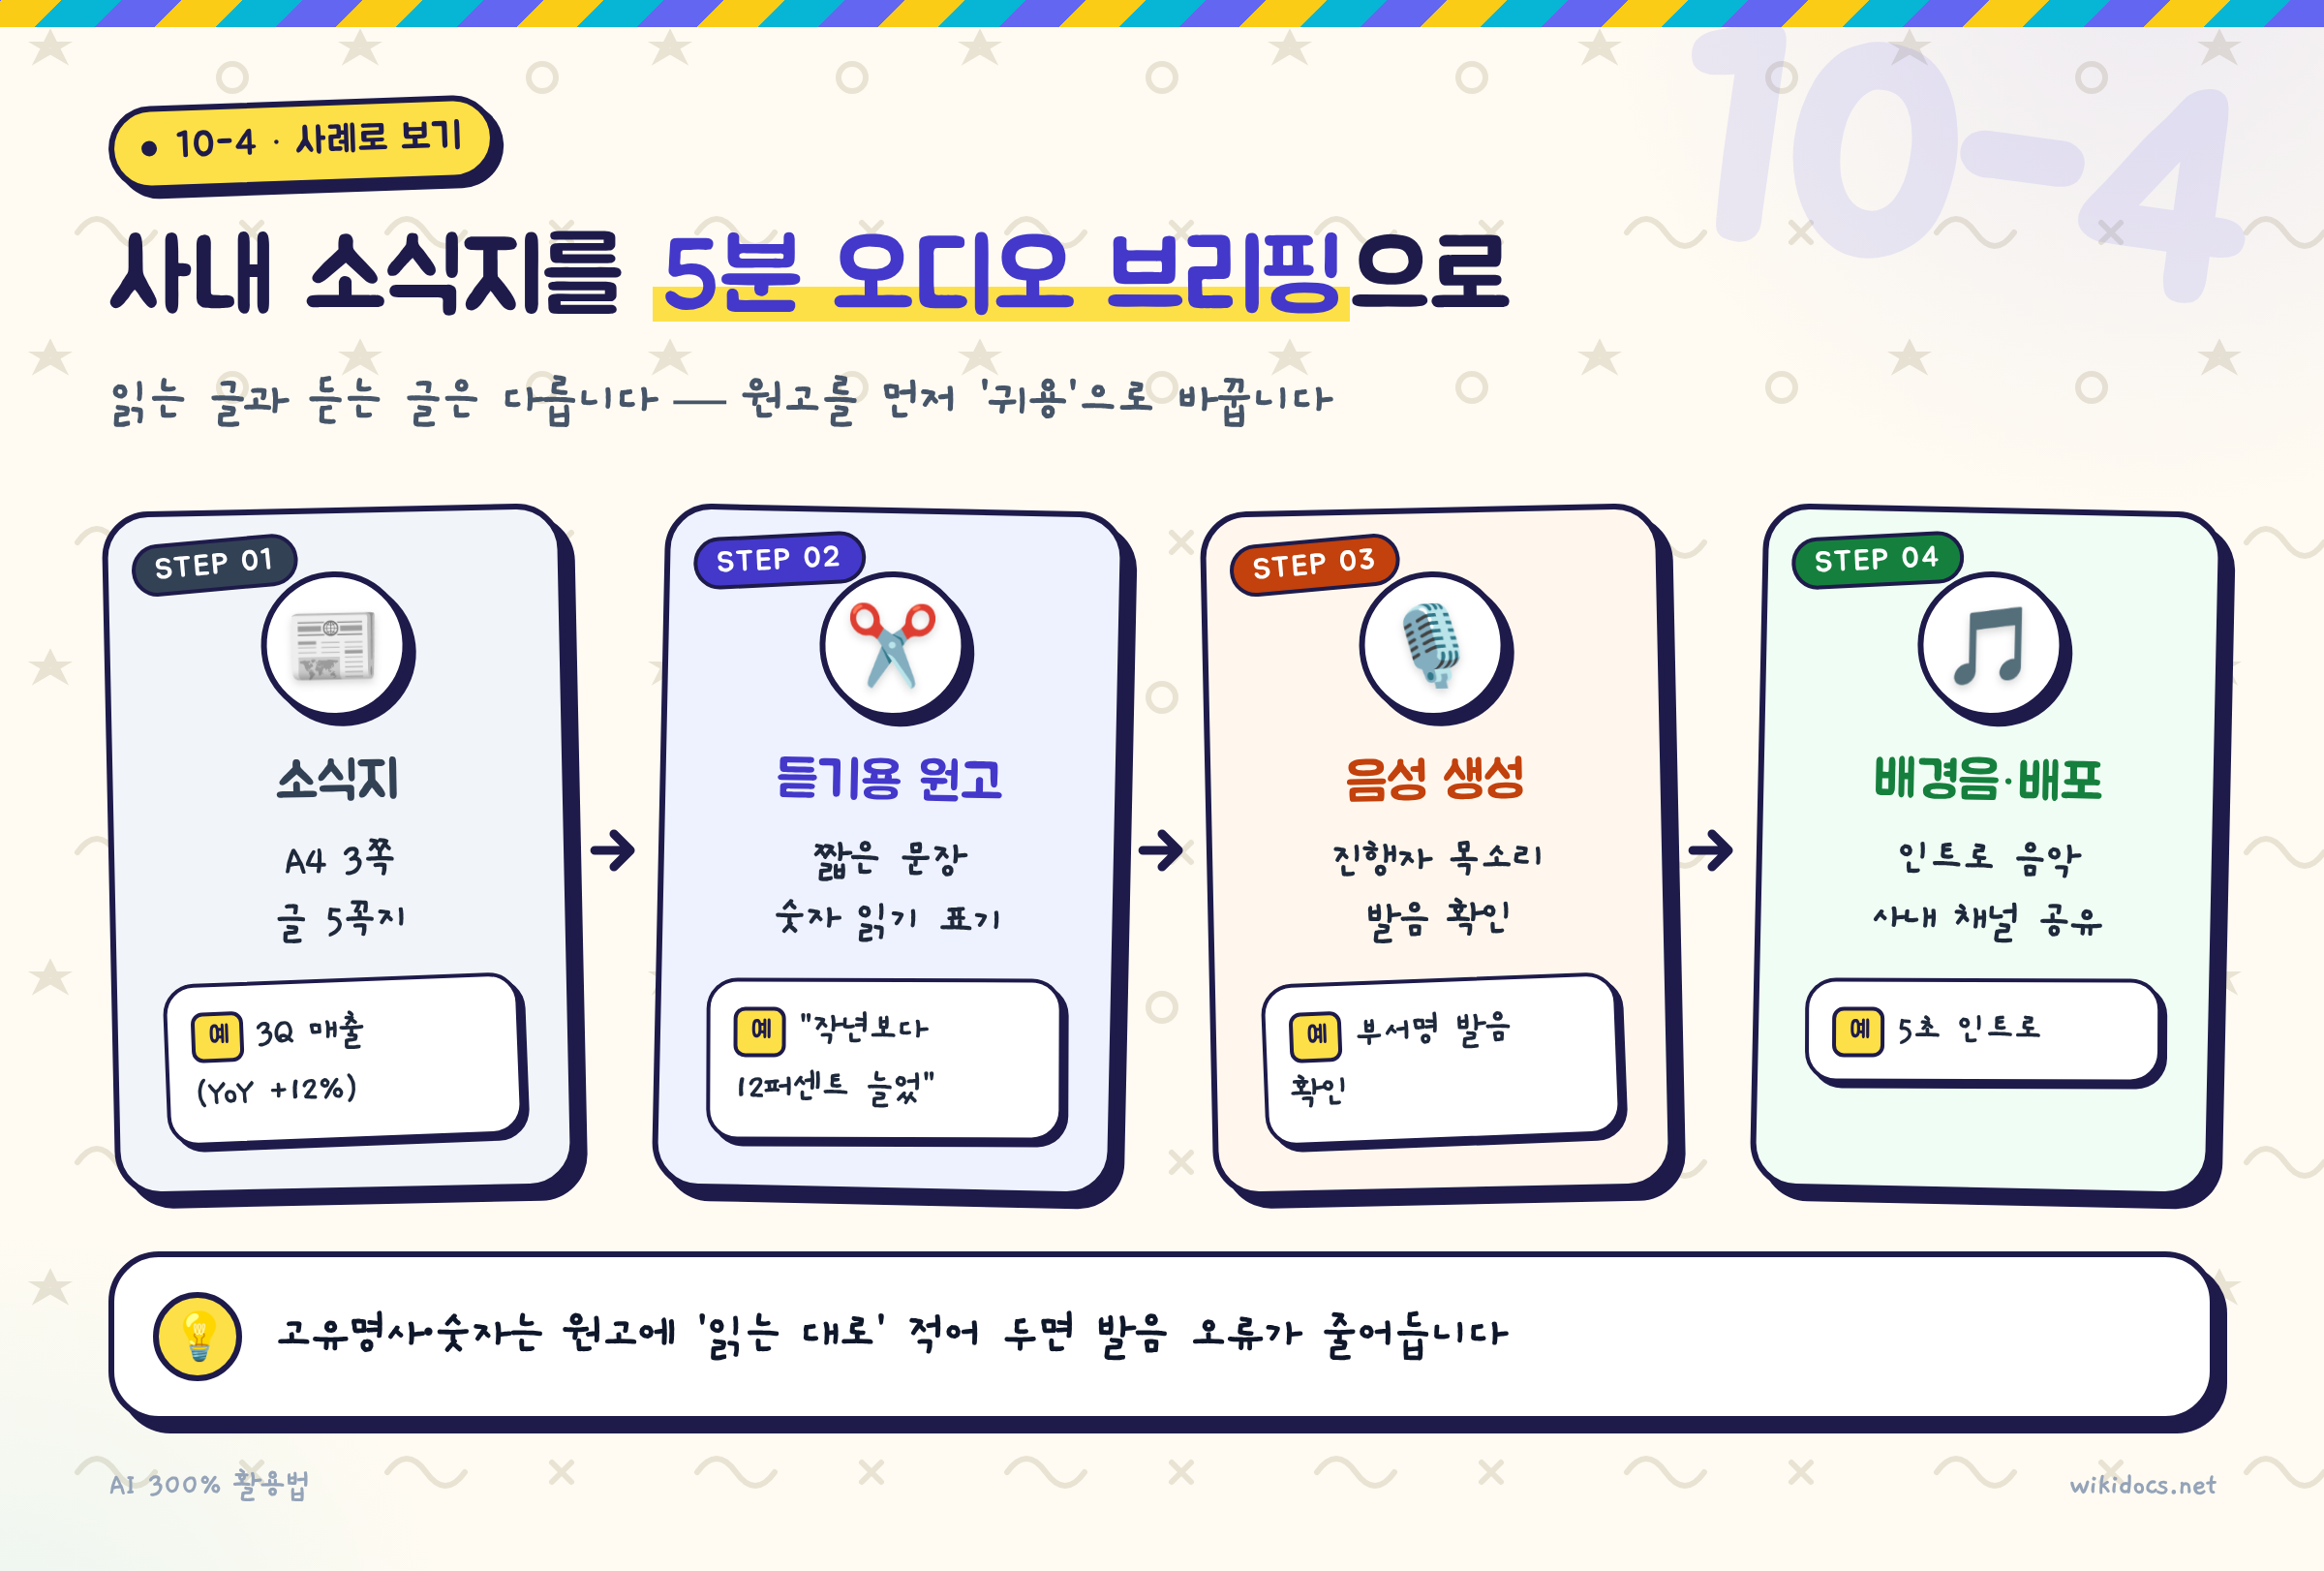 10-4
10-4 · 사례로 보기
사내 소식지를 5분 오디오 브리핑으로
읽는 글과 듣는 글은 다릅니다 — 원고를 먼저 '귀용'으로 바꿉니다
STEP 01
소식지
A4 3쪽
글 5꼭지
예 3Q 매출
(YoY +12%)
STEP 02
듣기용 원고
짧은 문장
숫자 읽기 표기
예 "작년보다
12퍼센트 늘었"
STEP 03
음성 생성
진행자 목소리
발음 확인
예 부서명 발음
확인
STEP 04
배경음·배포
인트로 음악
사내 채널 공유
예 5초 인트로
고유명사·숫자는 원고에 '읽는 대로' 적어 두면 발음 오류가 줄어듭니다
AI 300% 활용법
wikidocs.net